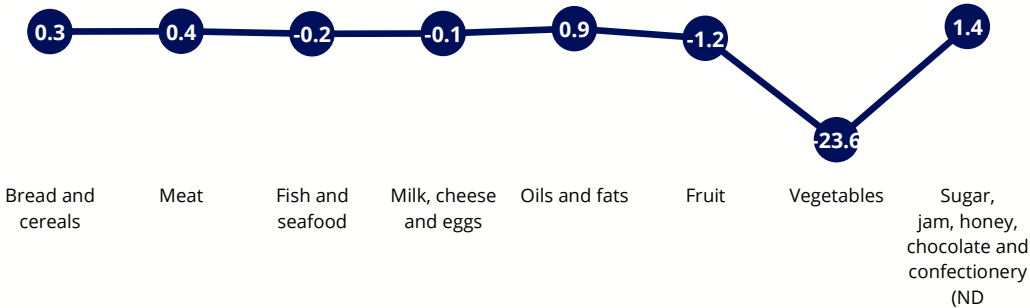 0.3
0.4
-0.2
-0.1
0.9
-1.2
-23.6
1.4
Bread and
cereals
Meat
Fish and
seafood
Milk, cheese
and eggs
Oils and fats
Fruit
Vegetables
Sugar,
jam, honey,
chocolate and
confectionery
(ND